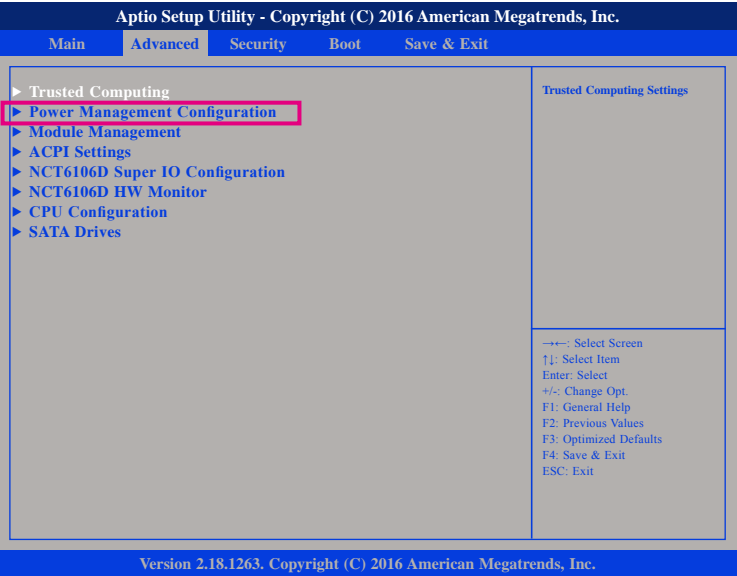 Aptio Setup Utility - Copyright (C) 2016 American Megatrends, Inc.
Main Advanced Security Boot Save & Exit
▶ Trusted Computing
▶ Power Management Configuration
▶ Module Management
▶ ACPI Settings
▶ NCT6106D Super IO Configuration
▶ NCT6106D HW Monitor
▶ CPU Configuration
▶ SATA Drives
Trusted Computing Settings
→←: Select Screen
↑↓: Select Item
Enter: Select
+/-: Change Opt.
F1: General Help
F2: Previous Values
F3: Optimized Defaults
F4: Save & Exit
ESC: Exit
Version 2.18.1263. Copyright (C) 2016 American Megatrends, Inc.